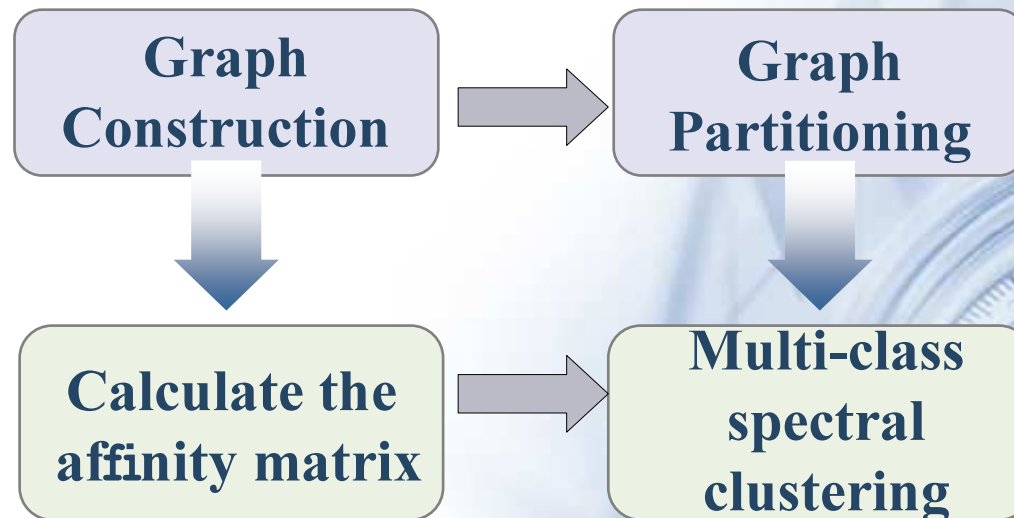 Graph
Construction
Graph
Partitioning
Calculate the
affinity matrix
Multi-class
spectral
clustering